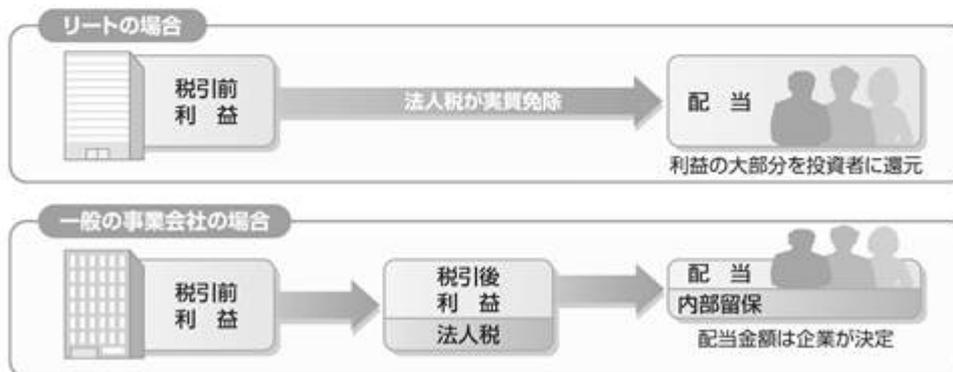 リートの場合
税引前
利　益
法人税が実質免除
配　当
利益の大部分を投資者に還元
一般の事業会社の場合
税引前
利　益
税引後
利　益
法人税
配　当
内部留保
配当金額は企業が決定